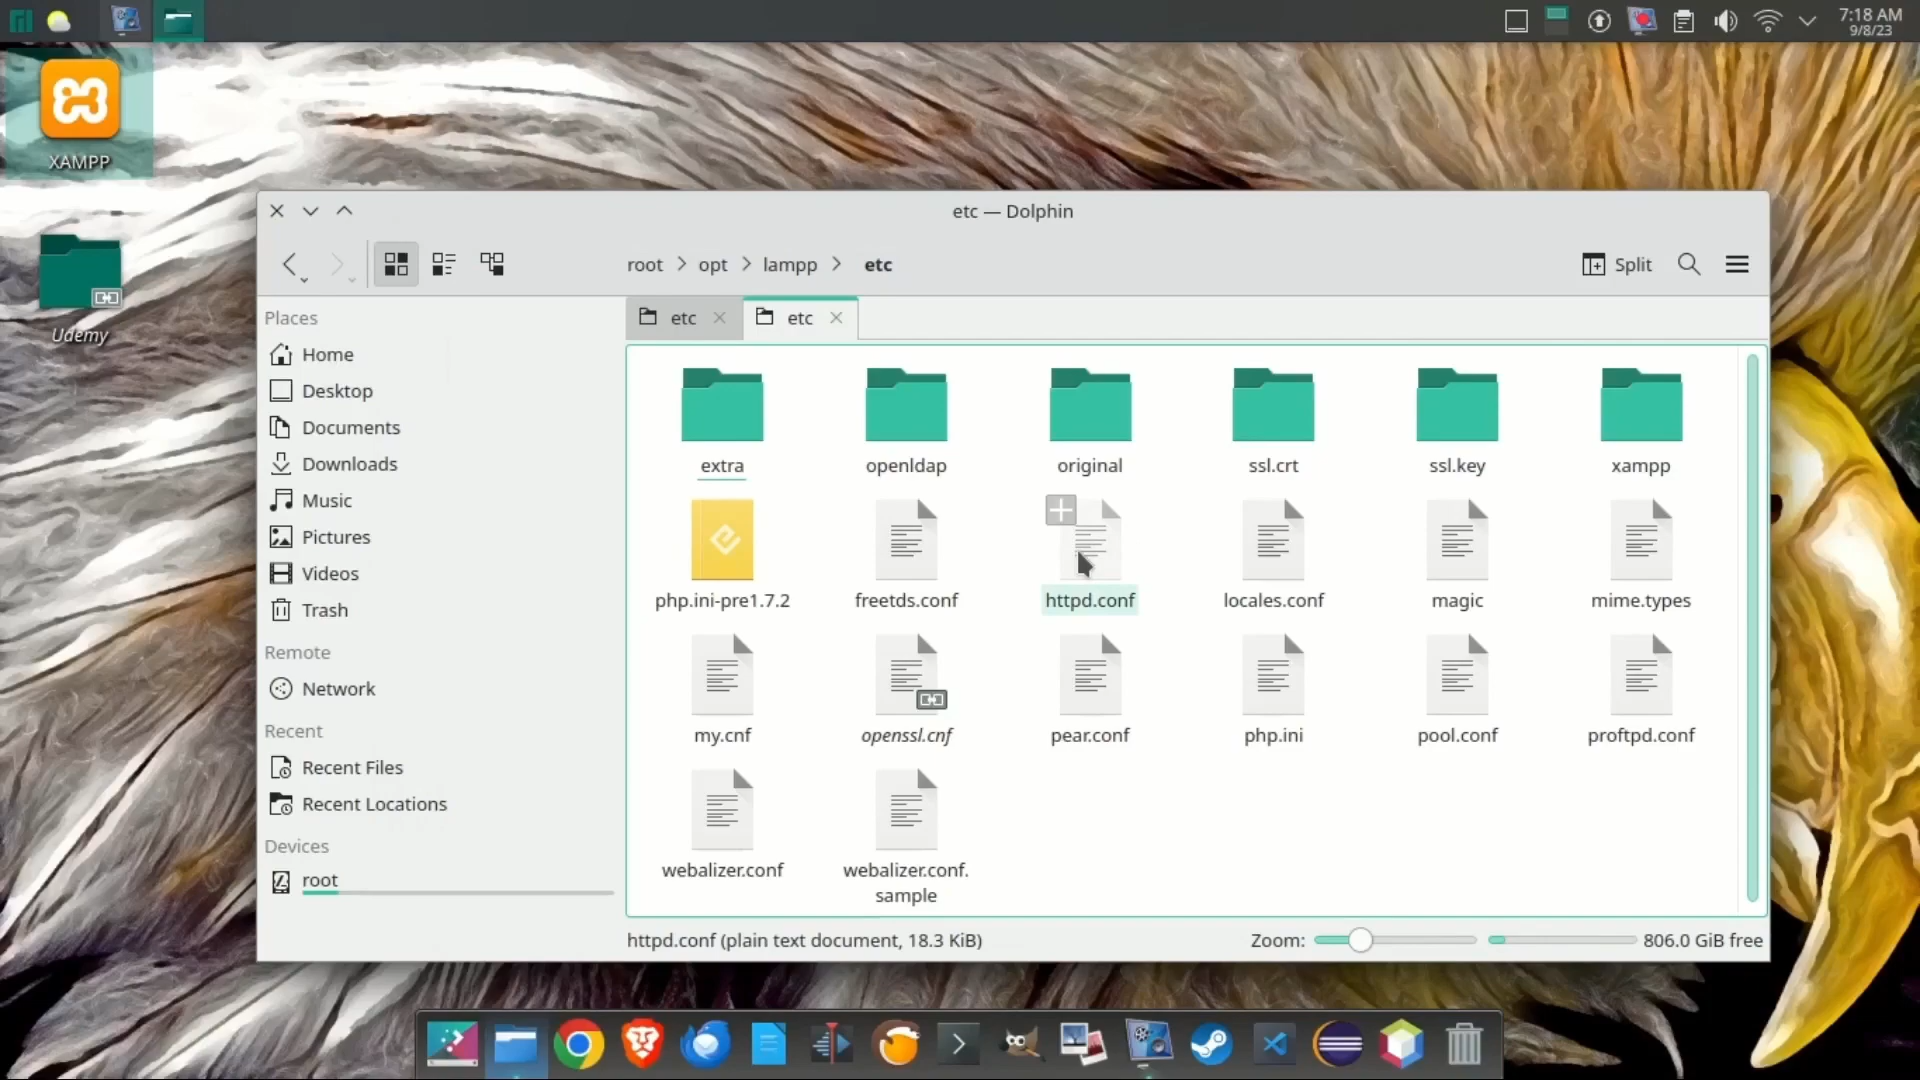 7:18 AM
9/8/23
XAMPP
Udemy
etc — Dolphin
root > opt > lampp > etc
Split
Places
Home
Desktop
Documents
Downloads
Music
Pictures
Videos
Trash
Remote
Network
Recent
Recent Files
Recent Locations
Devices
root
etc
etc
extra
openldap
original
ssl.crt
ssl.key
xampp
php.ini-pre1.7.2
freetds.conf
httpd.conf
locales.conf
magic
mime.types
my.cnf
openssl.cnf
pear.conf
php.ini
pool.conf
proftpd.conf
webalizer.conf
webalizer.conf.
sample
httpd.conf (plain text document, 18.3 KiB)
Zoom:
806.0 GiB free